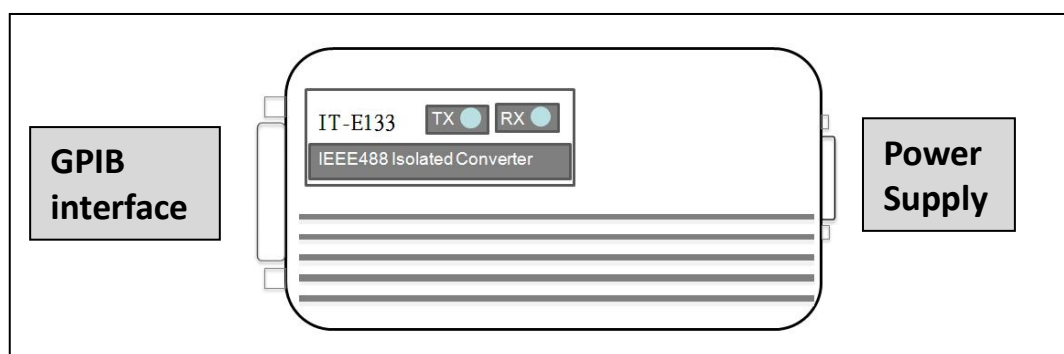 GPIB
interface
IT-E133
TX
RX
IEEE488 Isolated Converter
Power
Supply